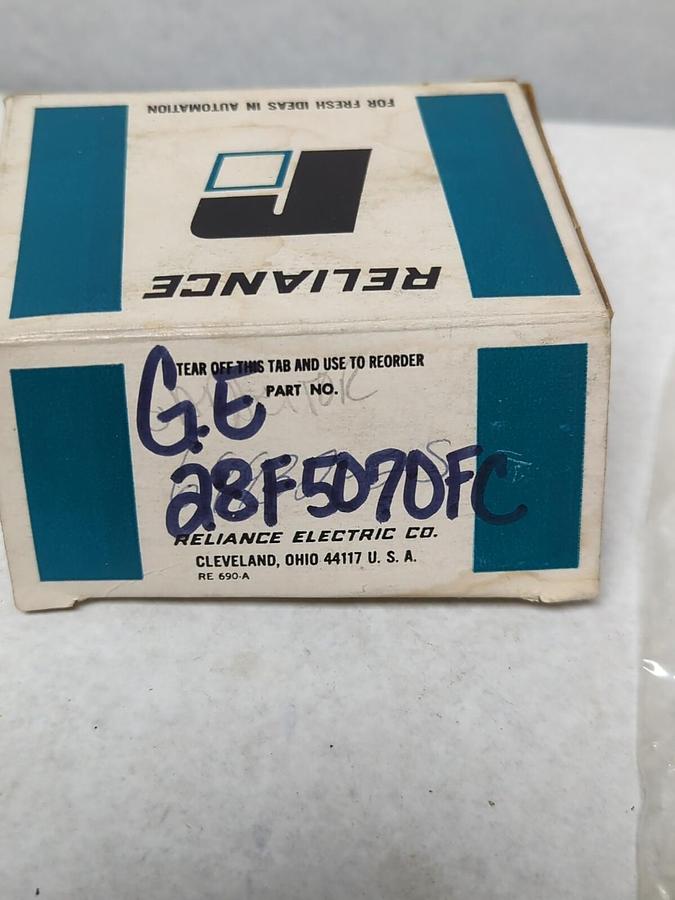 FOR FRESH IDEAS IN AUTOMATION
RELIANCE
TEAR OFF THIS TAB AND USE TO REORDER
PART NO.
G.E
28F5070FC
RELIANCE ELECTRIC CO.
CLEVELAND, OHIO 44117 U. S. A.
RE 690-A